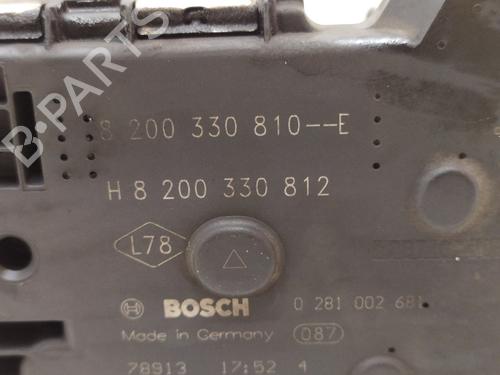 8 200 330 810--E
H 8 200 330 812
L78
BOSCH 0 281 002 681
Made in Germany 087
78913 17:52 4
B-PARTS